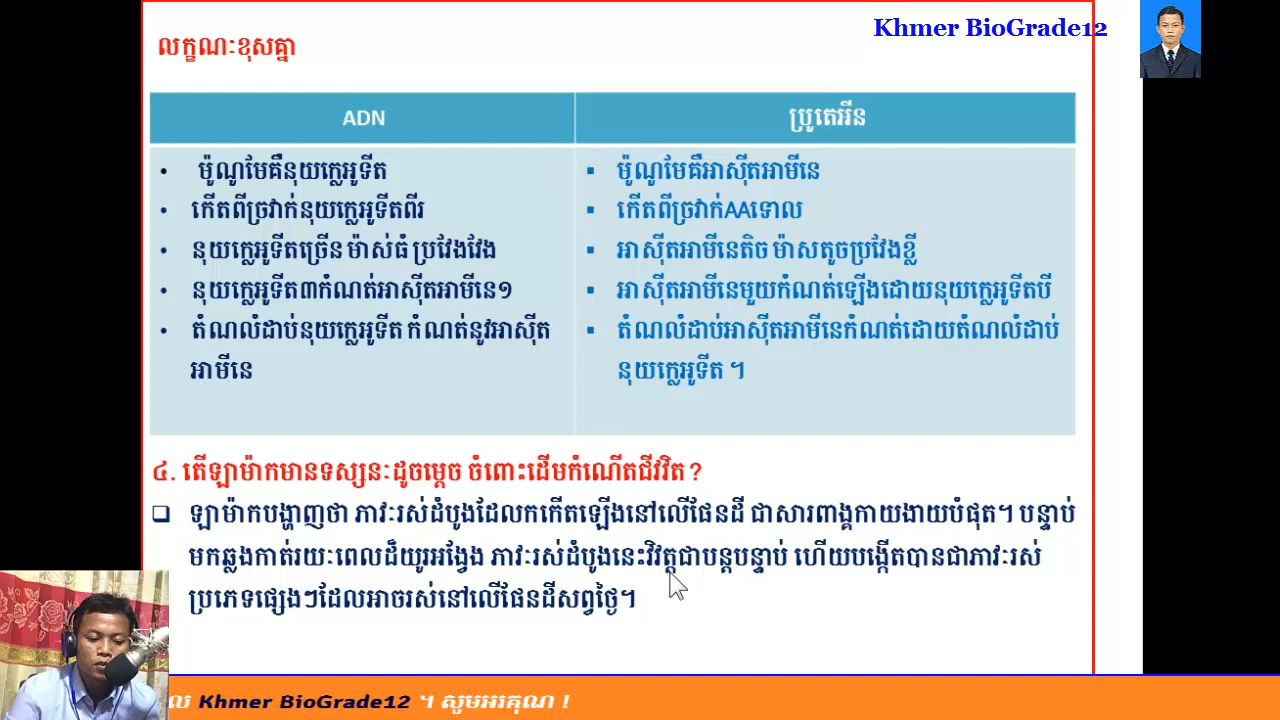 Khmer BioGrade12
លក្ខណៈខុសគ្នា
ADN
ប្រូតេអ៊ីន
• ម៉ូណូមែគឺនុយក្លេអូទីត
• កើតពីច្រវាក់នុយក្លេអូទីតពីរ
• នុយក្លេអូទីតច្រើន ម៉ាស់ធំ ប្រវែងវែង
• នុយក្លេអូទីត៣កំណត់អាស៊ីតអាមីនេ១
• តំណលំដាប់នុយក្លេអូទីត កំណត់នូវអាស៊ីត
អាមីនេ
▪ ម៉ូណូមែគឺអាស៊ីតអាមីនេ
▪ កើតពីច្រវាក់AAទោល
▪ អាស៊ីតអាមីនេតិច ម៉ាសតូចប្រវែងខ្លី
▪ អាស៊ីតអាមីនេមួយកំណត់ឡើងដោយនុយក្លេអូទីតបី
▪ តំណលំដាប់អាស៊ីតអាមីនេកំណត់ដោយតំណលំដាប់
នុយក្លេអូទីត ។
៤. តើឡាម៉ាកមានទស្សនៈដូចម្តេច ចំពោះដើមកំណើតជីវវិត?
❑ ឡាម៉ាកបង្ហាញថា ភាវៈរស់ដំបូងដែលកកើតឡើងនៅលើផែនដី ជាសារពាង្គកាយងាយបំផុត។ បន្ទាប់
មកឆ្លងកាត់រយៈពេលដ៏យូរអង្វែង ភាវៈរស់ដំបូងនេះវិវត្តជាបន្តបន្ទាប់ ហើយបង្កើតបានជាភាវៈរស់
ប្រភេទផ្សេងៗដែលអាចរស់នៅលើផែនដីសព្វថ្ងៃ។
ល Khmer BioGrade12 ។ សូមអរគុណ !